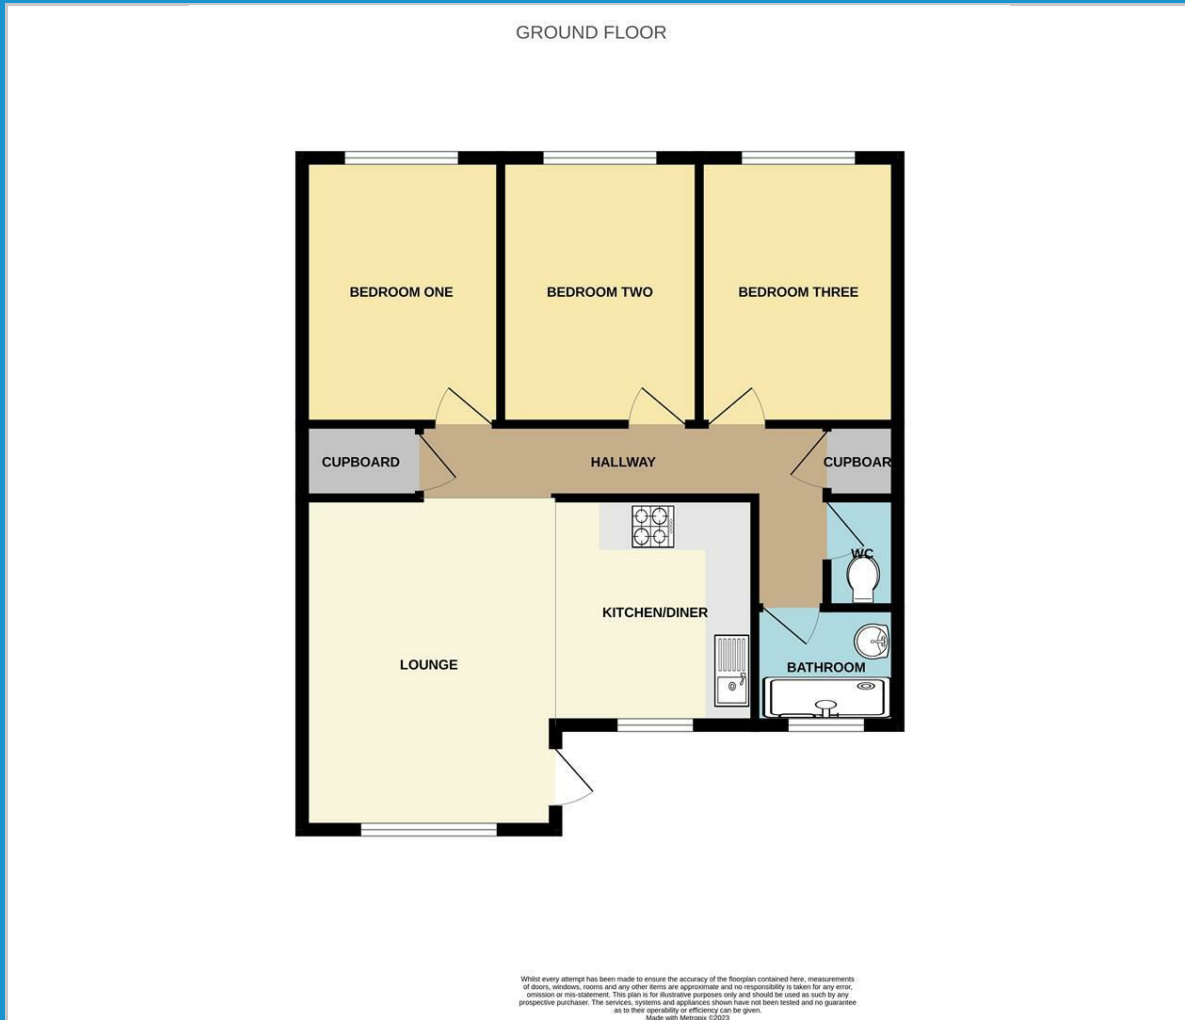 GROUND FLOOR
BEDROOM ONE
BEDROOM TWO
BEDROOM THREE
CUPBOARD
HALLWAY
CUPBOAR
WC
KITCHEN/DINER
LOUNGE
BATHROOM
Whilst every attempt has been made to ensure the accuracy of the floorplan contained here, measurements
of doors, windows, rooms and any other items are approximate and no responsibility is taken for any error,
omission or mis-statement. This plan is for illustrative purposes only and should be used as such by any
prospective purchaser. The services, systems and appliances shown have not been tested and no guarantee
as to their operability or efficiency can be given.
Made with Metropix ©2023